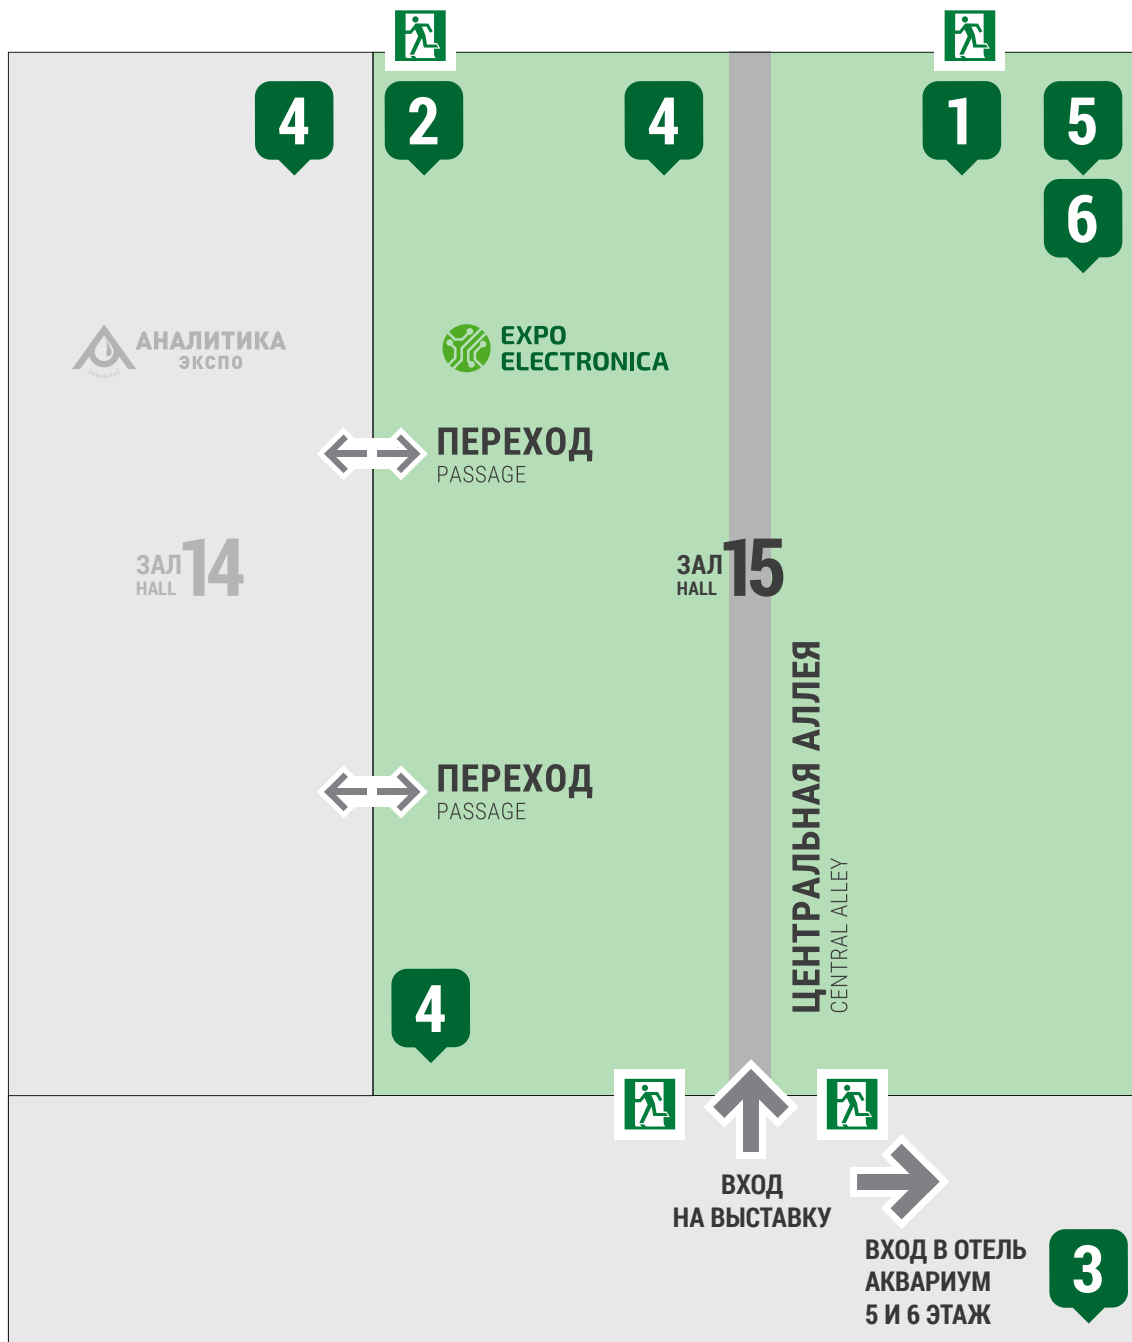 4
2
4
1
5
6
АНАЛИТИКА
ЭКСПО
EXPO
ELECTRONICA
ПЕРЕХОД
PASSAGE
ЗАЛ
HALL
14
ЗАЛ
HALL
15
ПЕРЕХОД
PASSAGE
ЦЕНТРАЛЬНАЯ АЛЛЕЯ
CENTRAL ALLEY
4
ВХОД
НА ВЫСТАВКУ
ВХОД В ОТЕЛЬ
АКВАРИУМ
5 И 6 ЭТАЖ
3